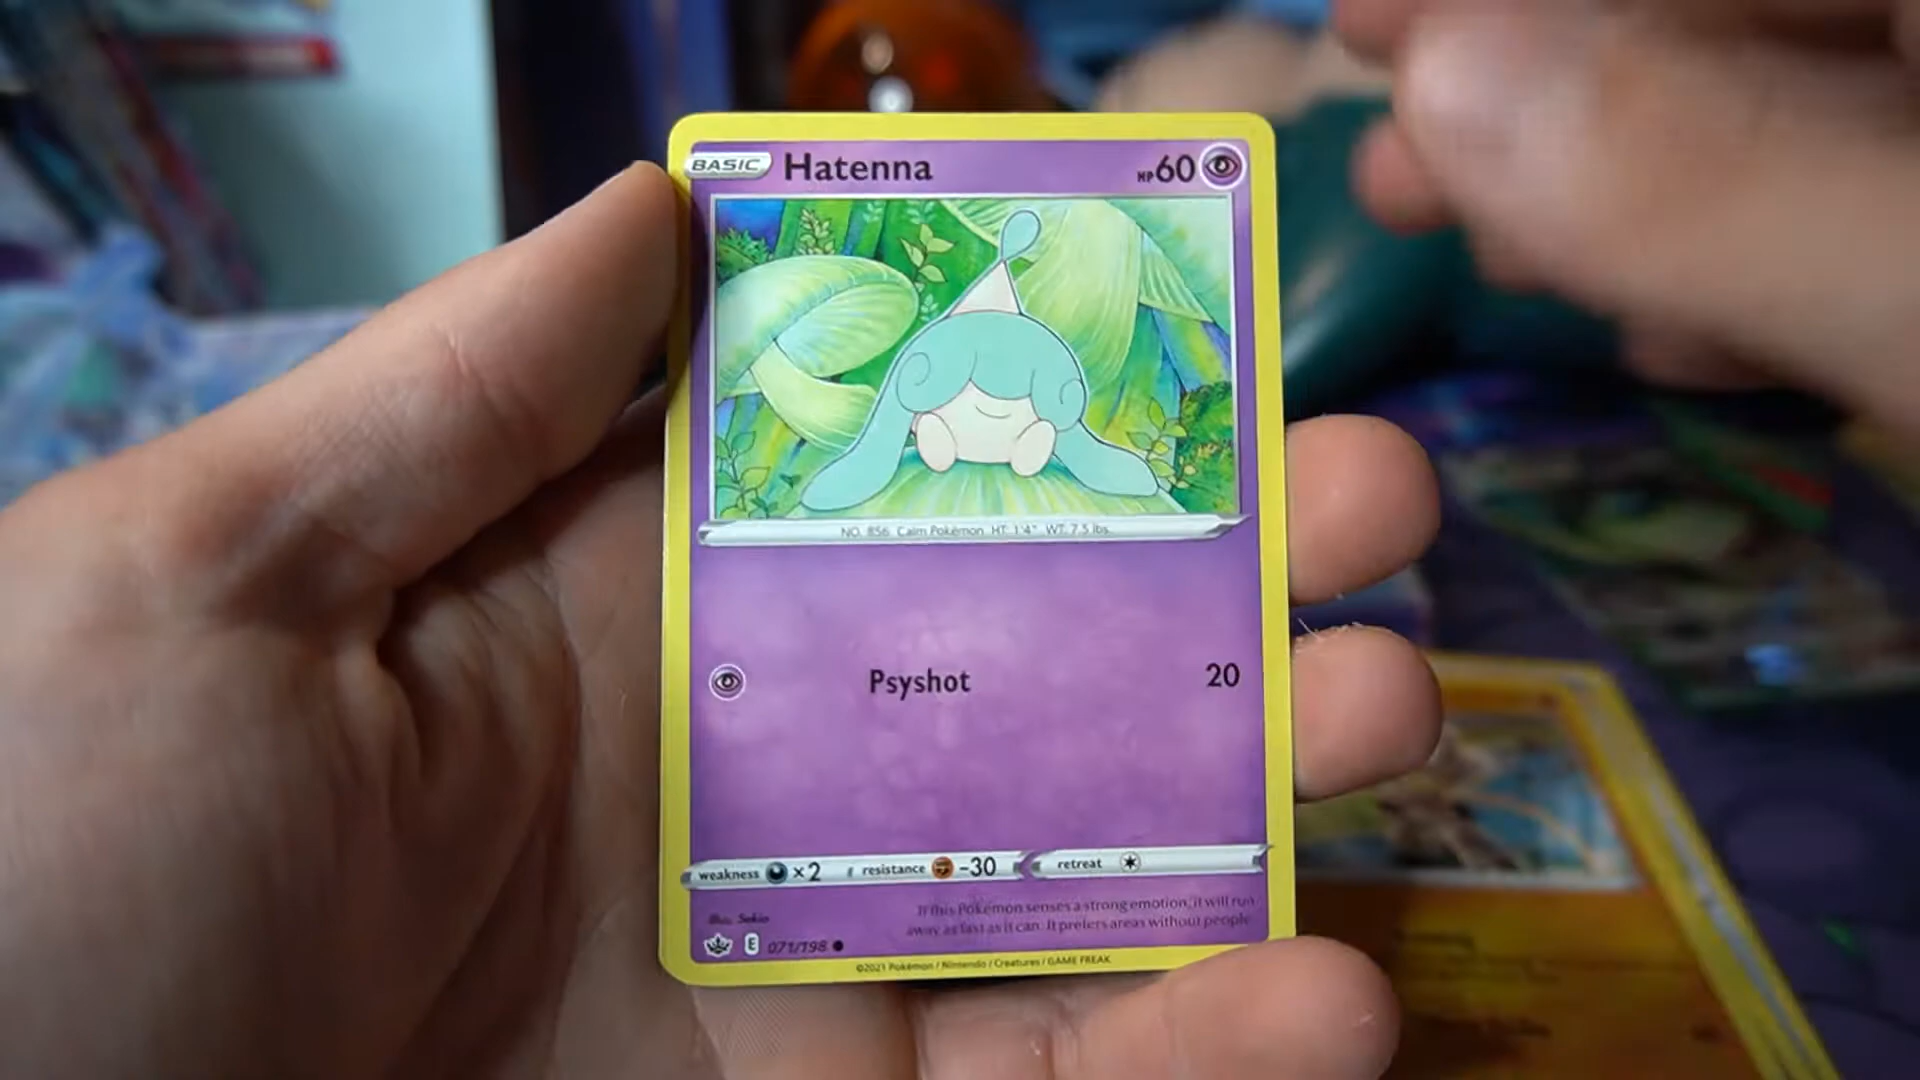 BASIC Hatenna HP 60
NO. 856 Calm Pokémon HT: 1'4" WT: 7.5 lbs.
Psyshot 20
weakness ×2 resistance -30 retreat
Illus. Sekio
If this Pokémon senses a strong emotion, it will run
away as fast as it can. It prefers areas without people.
E 071/198
©2021 Pokémon / Nintendo / Creatures / GAME FREAK